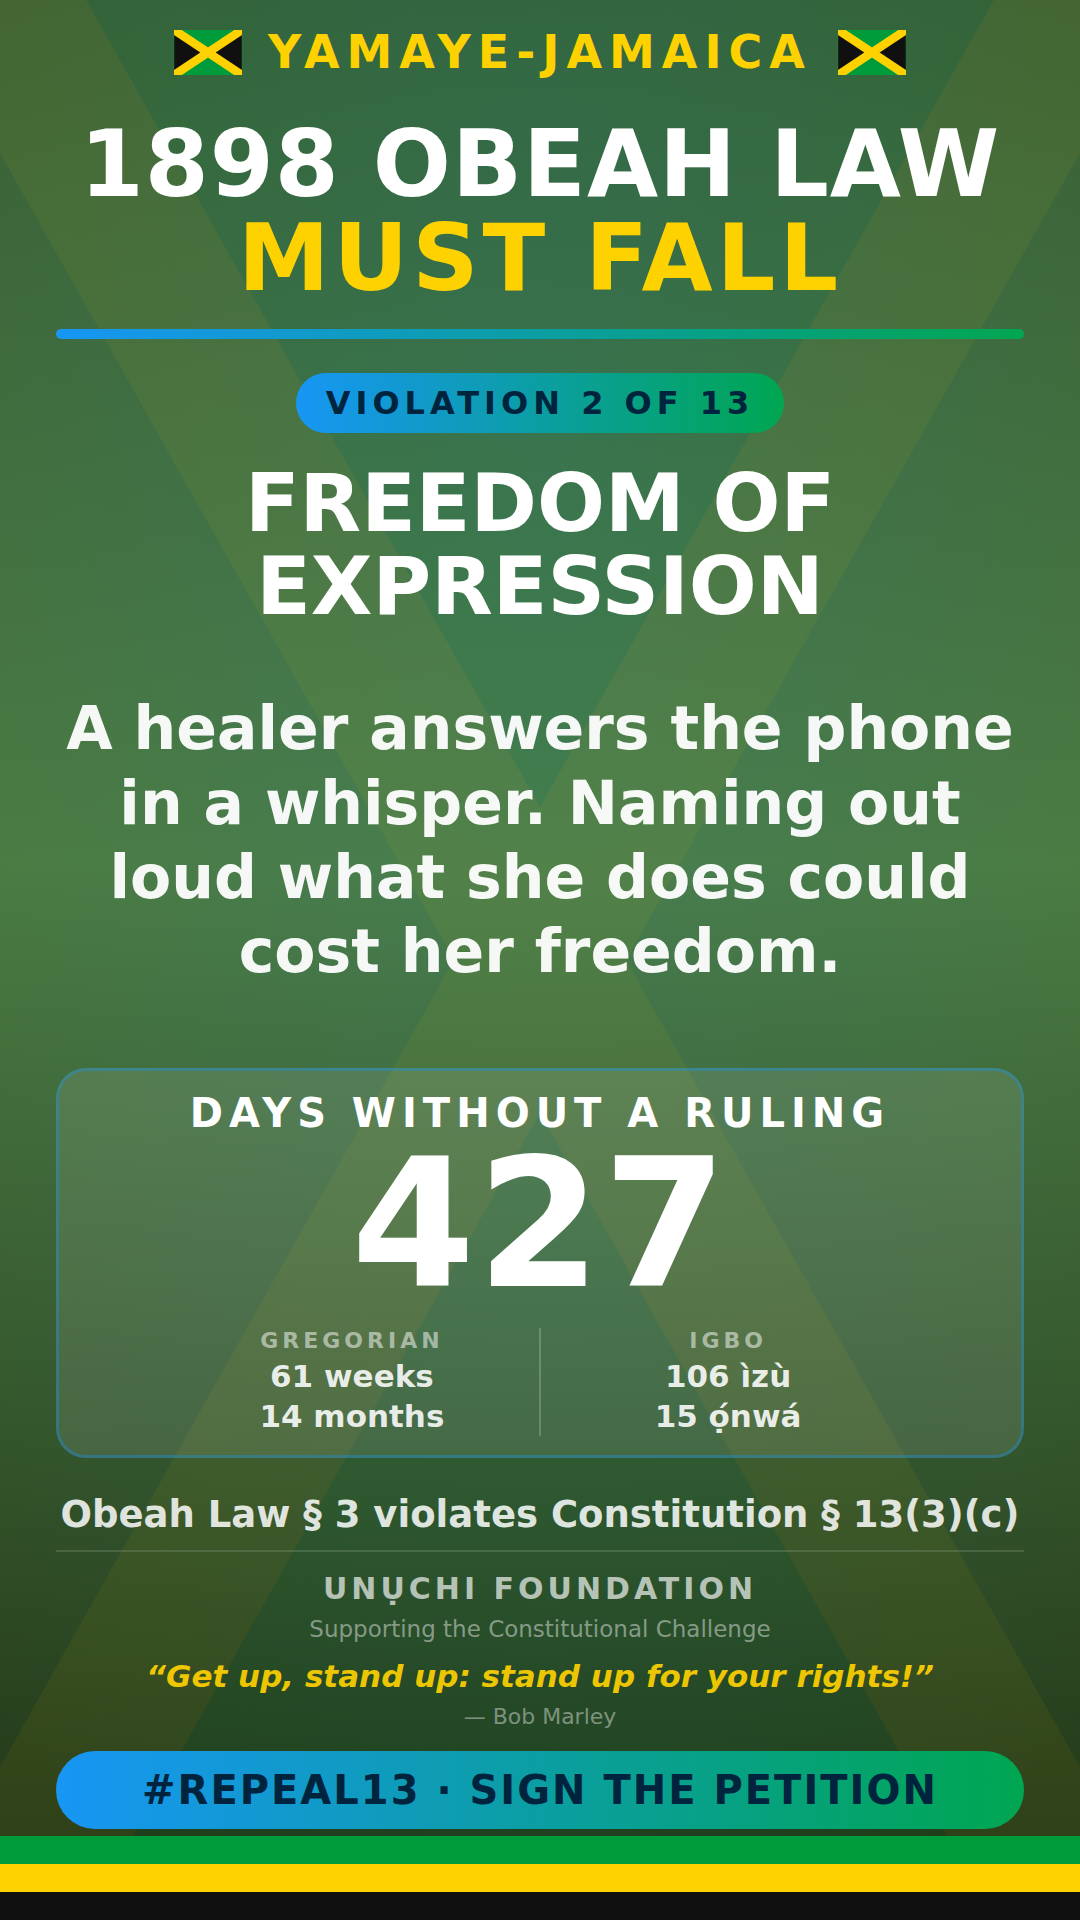 YAMAYE-JAMAICA
1898 OBEAH LAW
MUST FALL
VIOLATION 2 OF 13
FREEDOM OF
EXPRESSION
A healer answers the phone
in a whisper. Naming out
loud what she does could
cost her freedom.
DAYS WITHOUT A RULING
427
GREGORIAN
61 weeks
14 months
IGBO
106 ìzù
15 ọ́nwá
Obeah Law § 3 violates Constitution § 13(3)(c)
UNỤCHI FOUNDATION
Supporting the Constitutional Challenge
“Get up, stand up: stand up for your rights!”
— Bob Marley
#REPEAL13 · SIGN THE PETITION